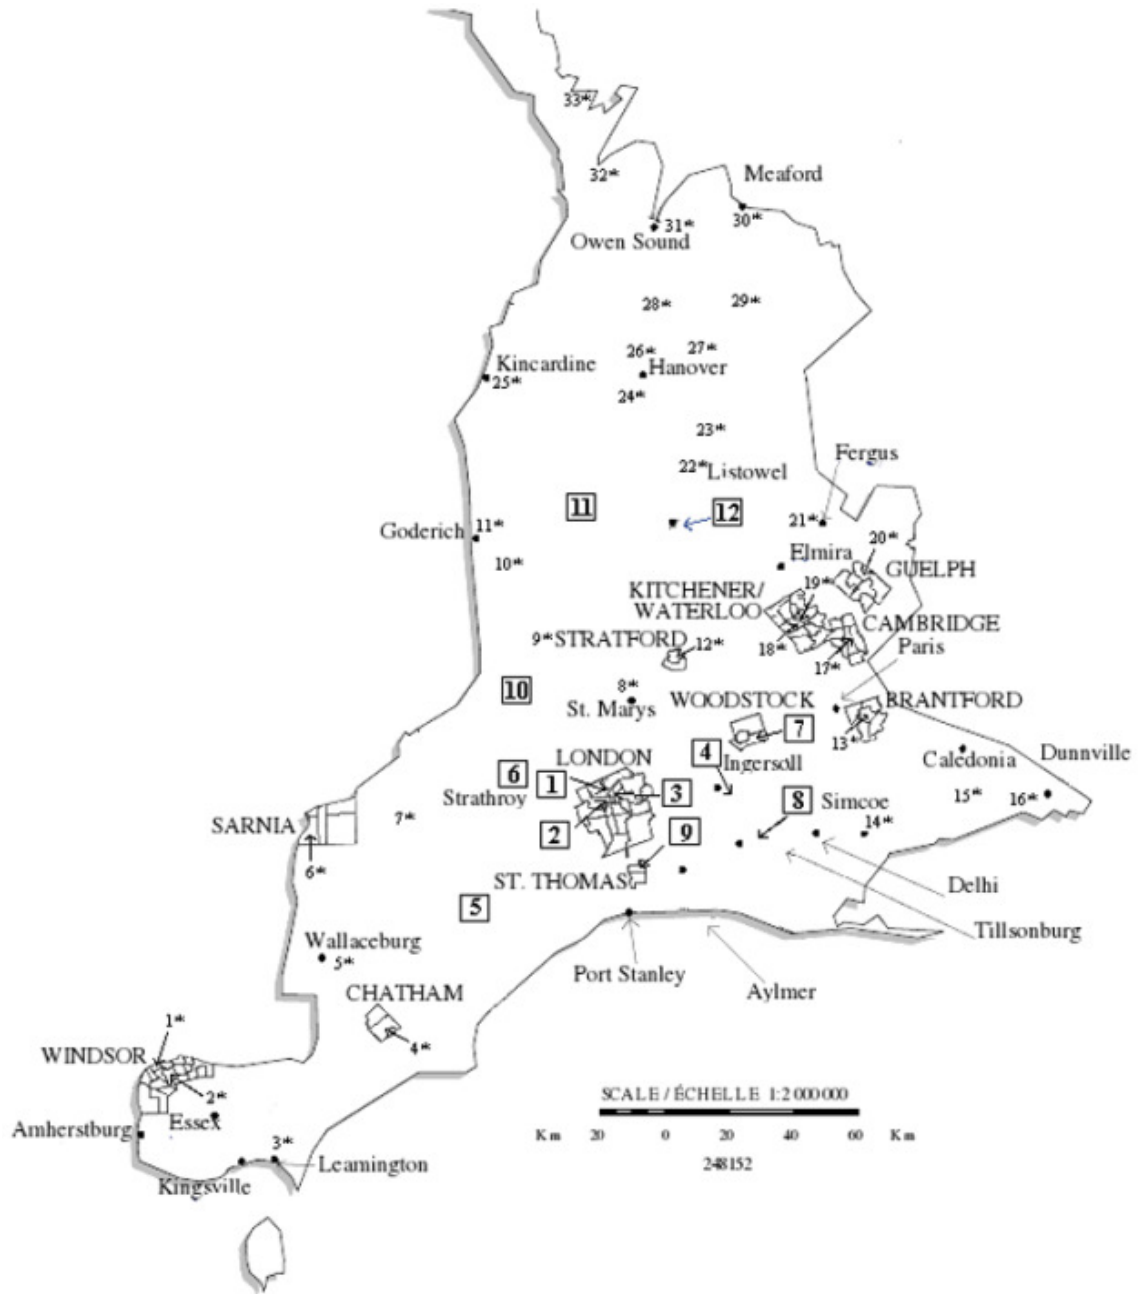 33*
32*
Meaford
31*
30*
Owen Sound
28*
29*
26*
27*
Kincardine
Hanover
25*
24*
23*
Fergus
22*
Listowel
11
12
Goderich
11*
21*
20*
10*
Elmira
GUELPH
KITCHENER/
WATERLOO
19*
CAMBRIDGE
9*
STRATFORD
12*
18*
17*
Paris
10
8*
St. Marys
WOODSTOCK
BRANTFORD
7
13*
4
Ingersoll
Caledonia
Dunnville
LONDON
6
1
3
Strathroy
8
Simcoe
15*
16*
SARNIA
7*
2
9
14*
6*
ST. THOMAS
Delhi
5
Tillsonburg
Wallaceburg
5*
Port Stanley
Aylmer
CHATHAM
1*
4*
WINDSOR
2*
SCALE / ÉCHELLE 1:2 000 000
Essex
Amherstburg
Km 20 0 20 40 60 Km
3*
Leamington
248152
Kingsville